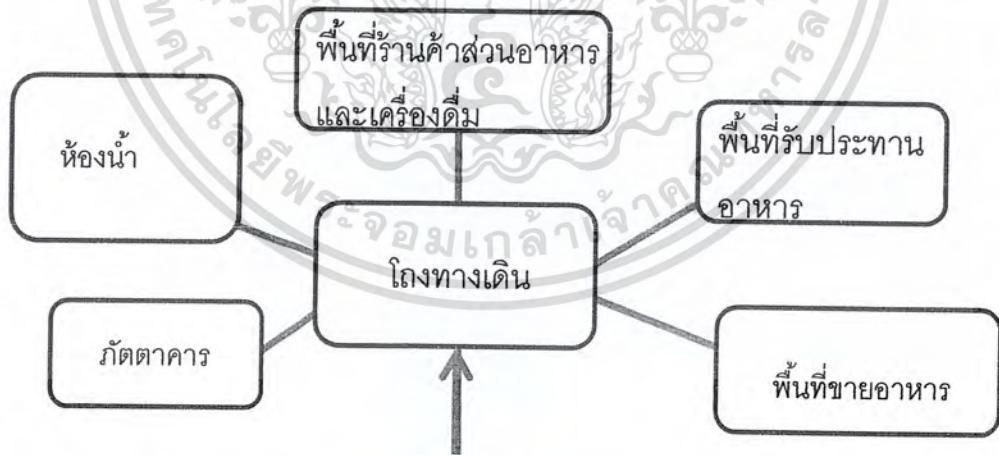 พื้นที่ร้านค้าส่วนอาหาร
และเครื่องดื่ม
ห้องน้ำ
พื้นที่รับประทาน
อาหาร
โถงทางเดิน
ภัตตาคาร
พื้นที่ขายอาหาร